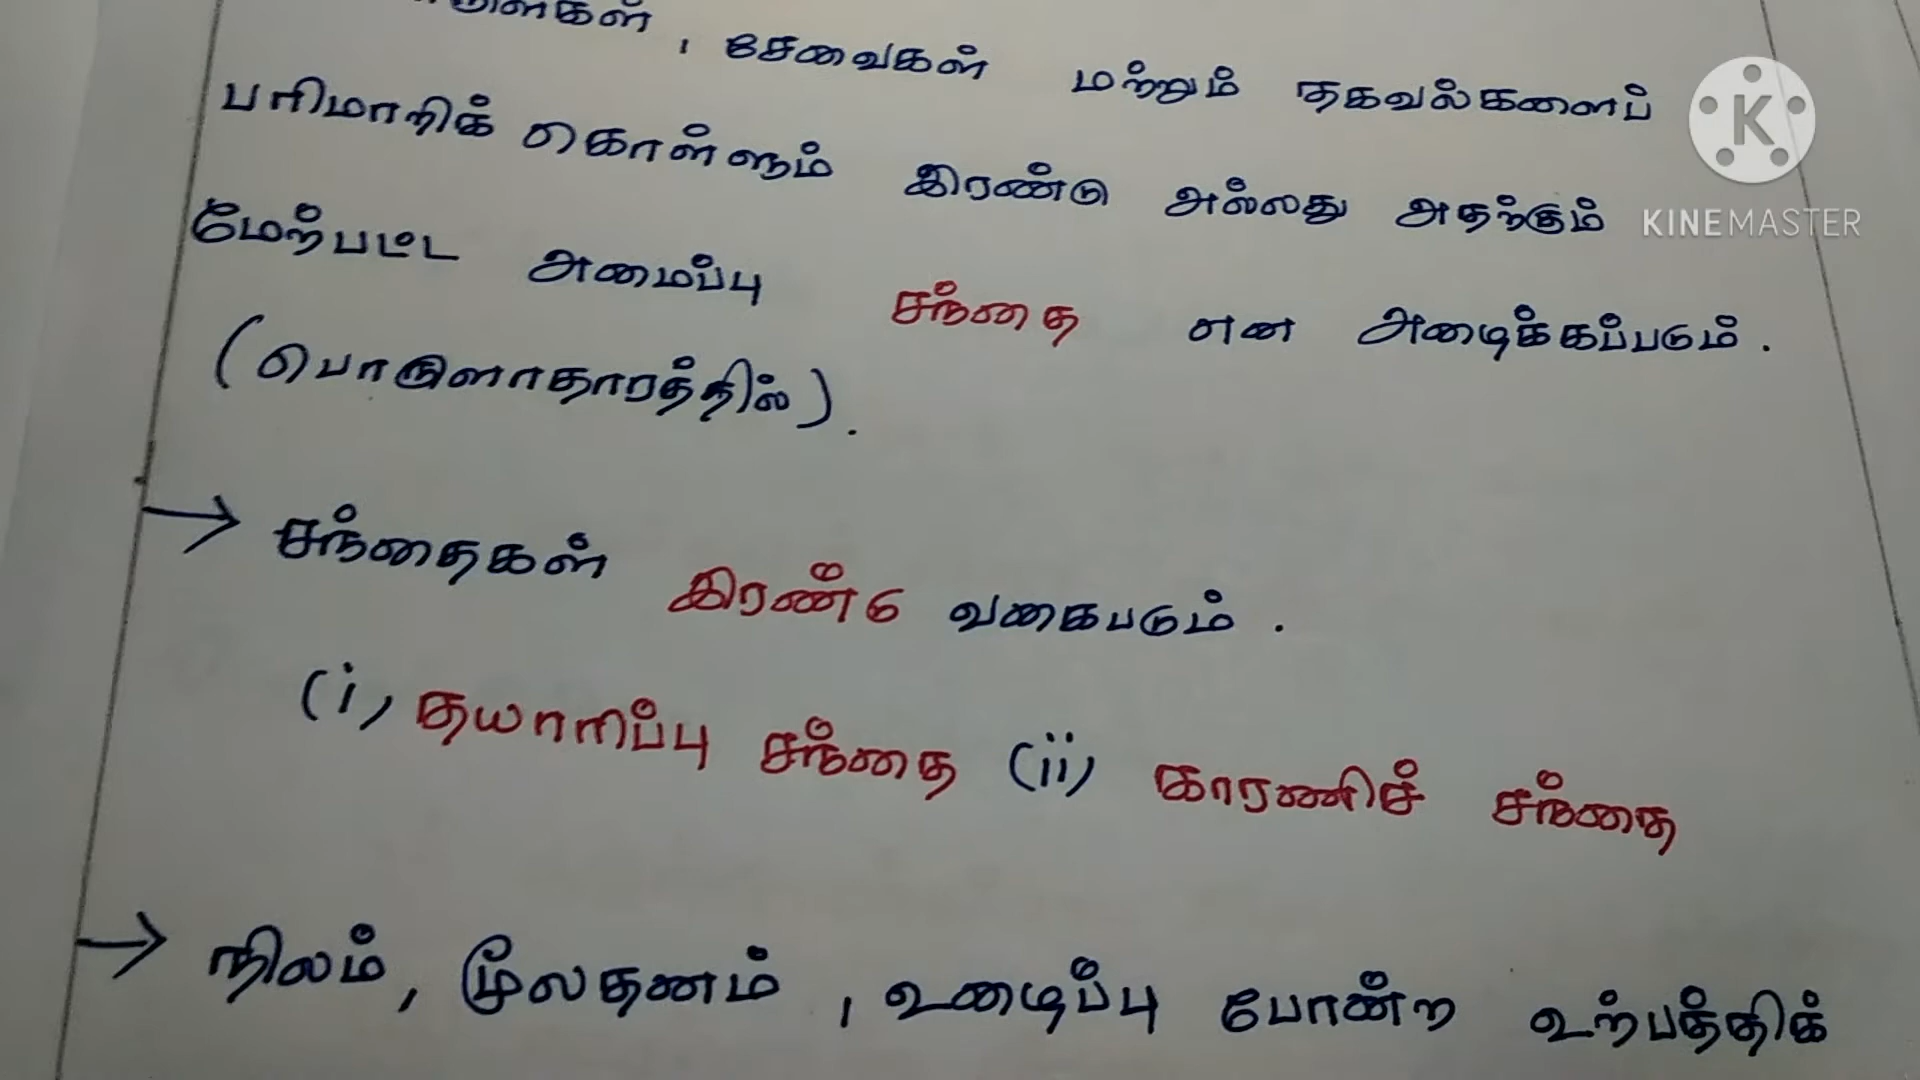 , சேவைகள் மற்றும் தகவல்களைப்
பரிமாறிக் கொள்ளும் இரண்டு அல்லது அதற்கும்
மேற்பட்ட அமைப்பு சந்தை என அழைக்கப்படும்.
(பொருளாதாரத்தில்).
→ சந்தைகள் இரண்டு வகைபடும்.
(i) தயாரிப்பு சந்தை (ii) காரணிச் சந்தை
→ நிலம், மூலதனம், உழைப்பு போன்ற உற்பத்திக்
K
KINEMASTER